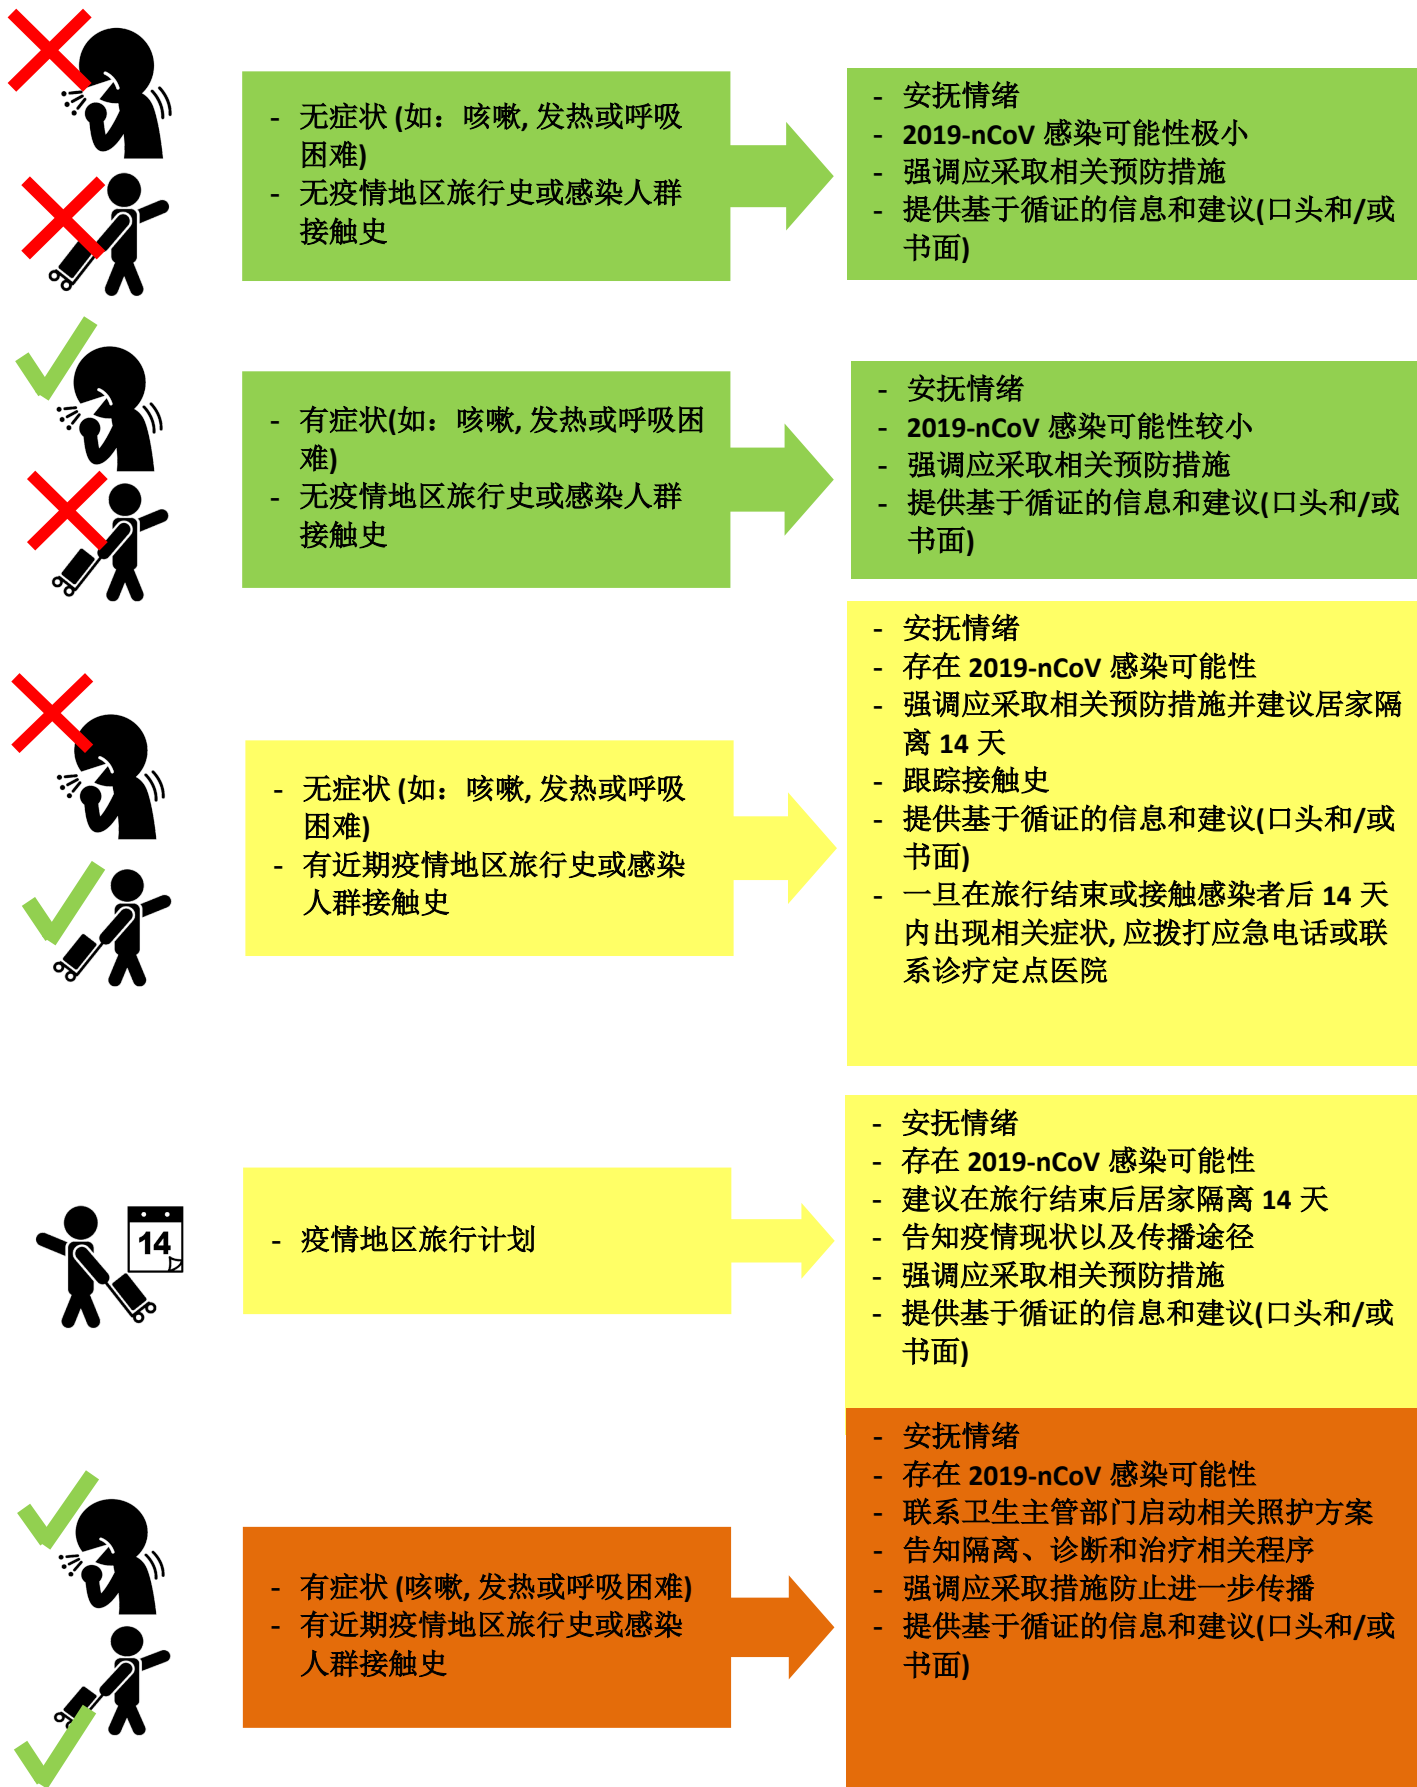 - 无症状 (如：咳嗽, 发热或呼吸
困难)
- 无疫情地区旅行史或感染人群
接触史
- 安抚情绪
- 2019-nCoV 感染可能性极小
- 强调应采取相关预防措施
- 提供基于循证的信息和建议(口头和/或
书面)
- 有症状(如：咳嗽, 发热或呼吸困
难)
- 无疫情地区旅行史或感染人群
接触史
- 安抚情绪
- 2019-nCoV 感染可能性较小
- 强调应采取相关预防措施
- 提供基于循证的信息和建议(口头和/或
书面)
- 无症状 (如：咳嗽, 发热或呼吸
困难)
- 有近期疫情地区旅行史或感染
人群接触史
- 安抚情绪
- 存在 2019-nCoV 感染可能性
- 强调应采取相关预防措施并建议居家隔
离 14 天
- 跟踪接触史
- 提供基于循证的信息和建议(口头和/或
书面)
- 一旦在旅行结束或接触感染者后 14 天
内出现相关症状, 应拨打应急电话或联
系诊疗定点医院
14
- 疫情地区旅行计划
- 安抚情绪
- 存在 2019-nCoV 感染可能性
- 建议在旅行结束后居家隔离 14 天
- 告知疫情现状以及传播途径
- 强调应采取相关预防措施
- 提供基于循证的信息和建议(口头和/或
书面)
- 有症状 (咳嗽, 发热或呼吸困难)
- 有近期疫情地区旅行史或感染
人群接触史
- 安抚情绪
- 存在 2019-nCoV 感染可能性
- 联系卫生主管部门启动相关照护方案
- 告知隔离、诊断和治疗相关程序
- 强调应采取措施防止进一步传播
- 提供基于循证的信息和建议(口头和/或
书面)